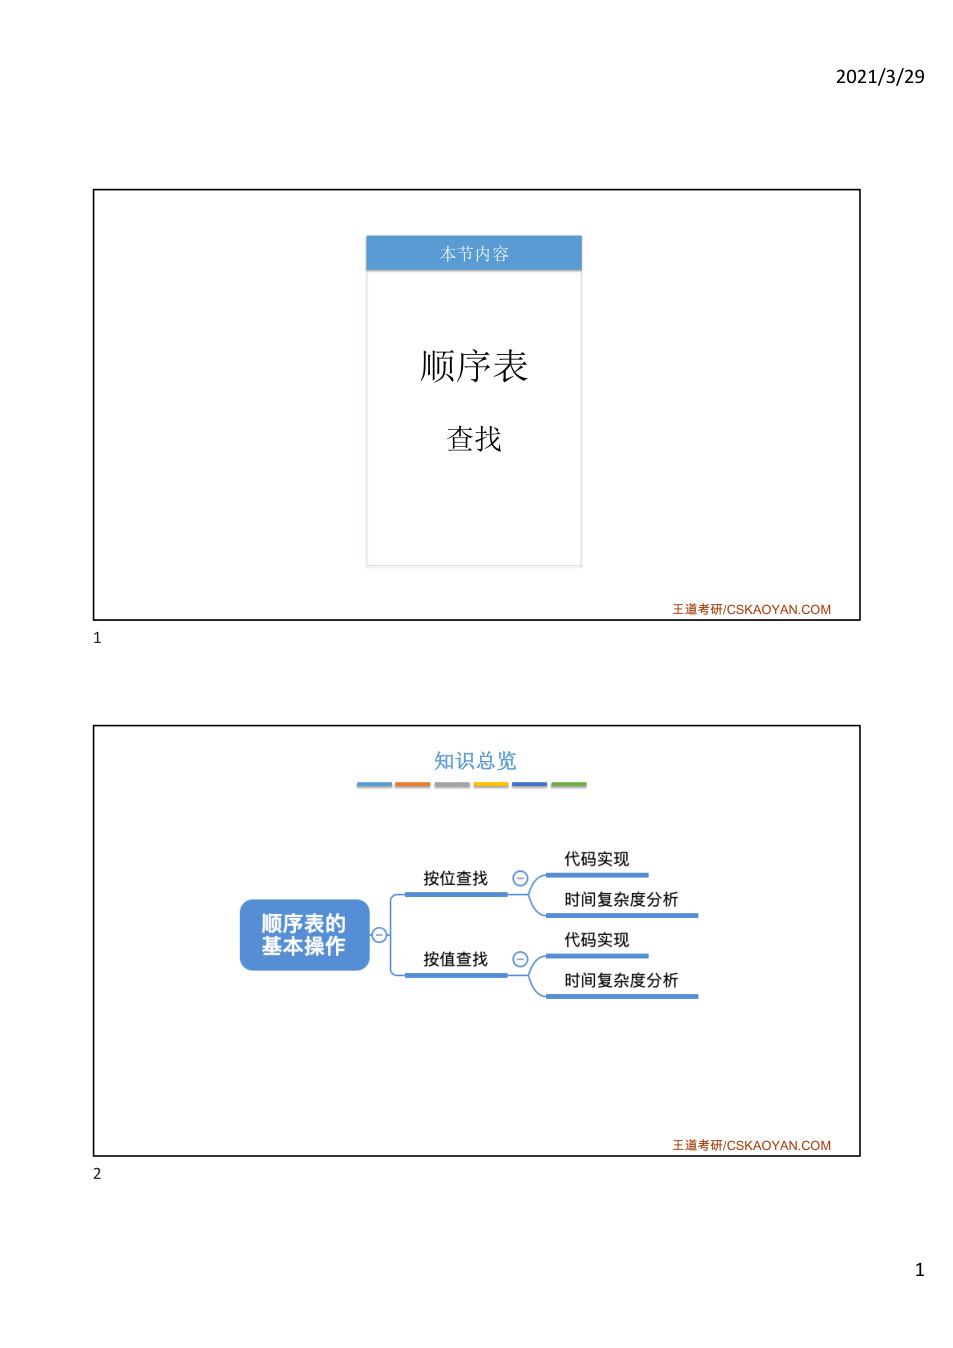 2021/3/29
本节内容
顺序表
查找
王道考研/CSKAOYAN.COM
1
知识总览
代码实现
按位查找
时间复杂度分析
顺序表的
基本操作
代码实现
按值查找
时间复杂度分析
王道考研/CSKAOYAN.COM
2
1